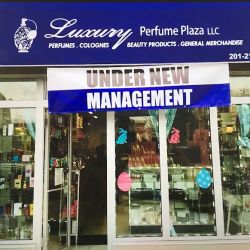 Luxury Perfume Plaza LLC
PERFUMES . COLOGNES BEAUTY PRODUCTS . GENERAL MERCHANDISE
201-2
UNDER NEW
MANAGEMENT